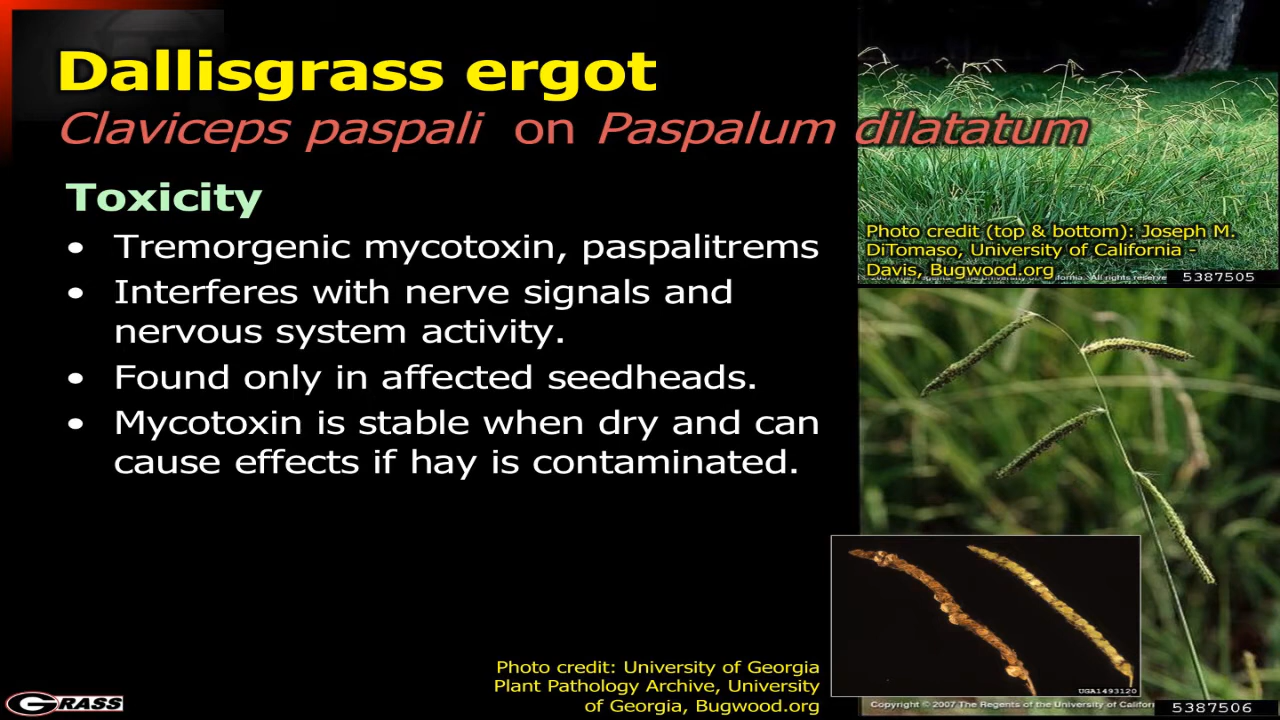 Dallisgrass ergot
Claviceps paspali on Paspalum dilatatum
Toxicity
• Tremorgenic mycotoxin, paspalitrems
• Interferes with nerve signals and
nervous system activity.
• Found only in affected seedheads.
• Mycotoxin is stable when dry and can
cause effects if hay is contaminated.
Photo credit (top & bottom): Joseph M.
DiTomaso, University of California -
Davis, Bugwood.org
All rights reserve
5387505
UGA1493120
Photo credit: University of Georgia
Plant Pathology Archive, University
of Georgia, Bugwood.org
Copyright © 2007 The Regents of the University of Califor
5387506
GRASS